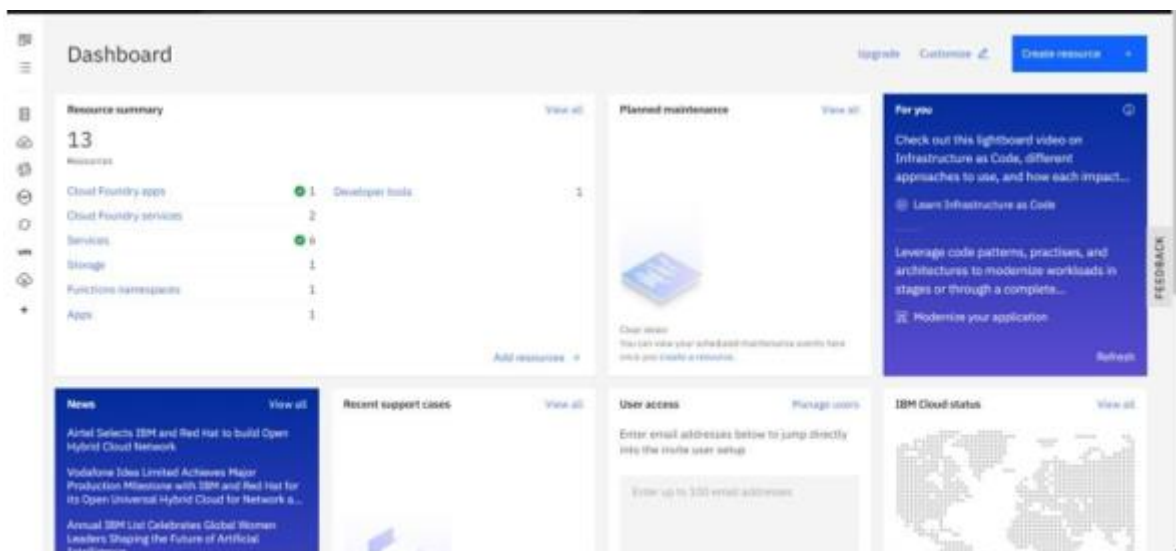 Dashboard
Upgrade
Customize
Create resource +
Resource summary
View all
13
Resources
Cloud Foundry apps 1
Cloud Foundry services 2
Services 6
Storage 1
Functions namespaces 1
Apps 1
Developer tools 1
Add resources +
Planned maintenance
View all
You can view your scheduled maintenance events here
once you create a resource.
For you
Check out this lightboard video on
Infrastructure as Code, different
approaches to use, and how each impact...
Learn Infrastructure as Code
Leverage code patterns, practises, and
architectures to modernize workloads in
stages or through a complete...
Modernize your application
Refresh
FEEDBACK
News
View all
Airtel Selects IBM and Red Hat to build Open
Hybrid Cloud Network
Vodafone Idea Limited Achieves Major
Production Milestone with IBM and Red Hat for
its Open Universal Hybrid Cloud for Network a...
Annual IBM List Celebrates Global Women
Leaders Shaping the Future of Artificial
Recent support cases
View all
User access
Manage users
Enter email addresses below to jump directly
into the invite user setup
Enter up to 100 email addresses
IBM Cloud status
View all